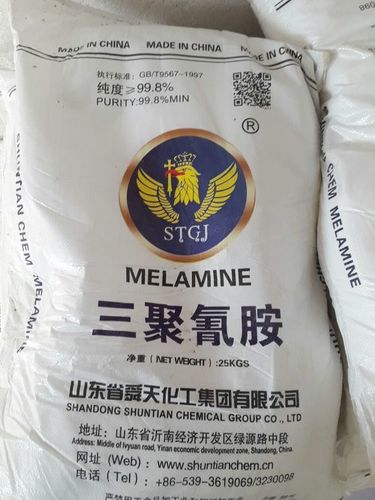 MADE IN CHINA MADE IN CHINA MADE IN CHINA
执行标准: GB/T9567-1997
纯度≥99.8%
PURITY:99.8%MIN
®
STGJ
MELAMINE
三聚氰胺
净重 ( NET WEIGHT ) :25KGS
山东省舜天化工集团有限公司
SHANDONG SHUNTIAN CHEMICAL GROUP CO ., LTD
地址: 山东省沂南经济开发区绿源路中段
Address: Middle of lvyuan road, Yinan economic development zone, Shandong, China
网址 (Web) : www.shuntianchem.cn
电话 (Tel) : +86-539-3619069/3230098
SHUNTIAN CHEM MELAMINE
MELAMINE